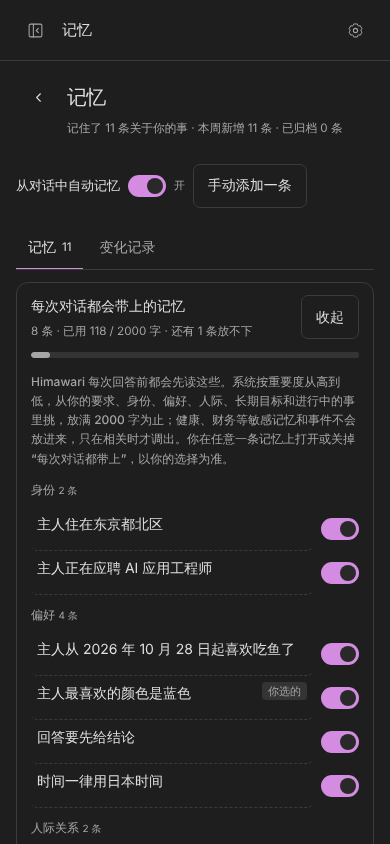 记忆
记忆
记住了 11 条关于你的事 · 本周新增 11 条 · 已归档 0 条
从对话中自动记忆 开 手动添加一条
记忆 11 变化记录
每次对话都会带上的记忆
8 条 · 已用 118 / 2000 字 · 还有 1 条放不下
收起
Himawari 每次回答前都会先读这些。系统按重要度从高到
低，从你的要求、身份、偏好、人际、长期目标和进行中的事
里挑，放满 2000 字为止；健康、财务等敏感记忆和事件不会
放进来，只在相关时才调出。你在任意一条记忆上打开或关掉
“每次对话都带上”，以你的选择为准。
身份 2 条
主人住在东京都北区
主人正在应聘 AI 应用工程师
偏好 4 条
主人从 2026 年 10 月 28 日起喜欢吃鱼了
主人最喜欢的颜色是蓝色 你选的
回答要先给结论
时间一律用日本时间
人际关系 2 条